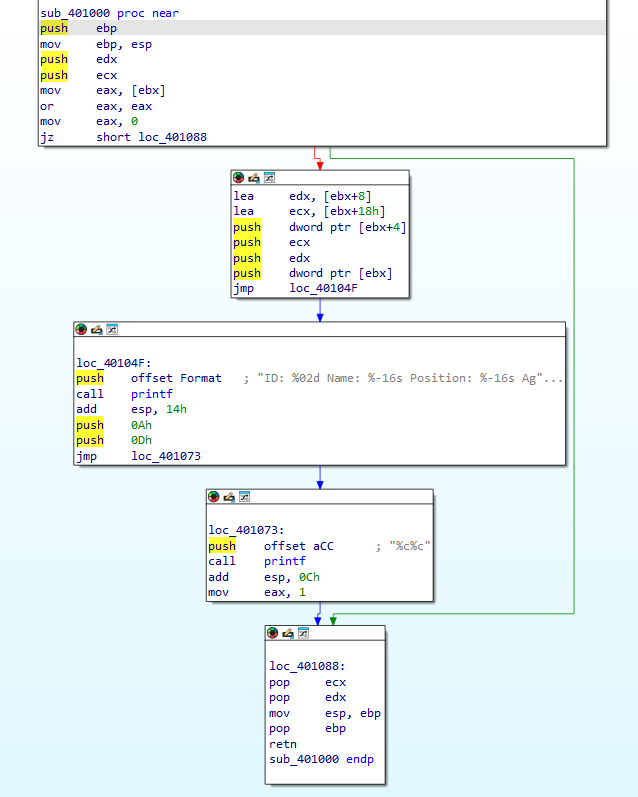 sub_401000 proc near
push ebp
mov ebp, esp
push edx
push ecx
mov eax, [ebx]
or eax, eax
mov eax, 0
jz short loc_401088
lea edx, [ebx+8]
lea ecx, [ebx+18h]
push dword ptr [ebx+4]
push ecx
push edx
push dword ptr [ebx]
jmp loc_40104F
loc_40104F:
push offset Format ; "ID: %02d Name: %-16s Position: %-16s Ag"...
call printf
add esp, 14h
push 0Ah
push 0Dh
jmp loc_401073
loc_401073:
push offset aCC ; "%c%c"
call printf
add esp, 0Ch
mov eax, 1
loc_401088:
pop ecx
pop edx
mov esp, ebp
pop ebp
retn
sub_401000 endp